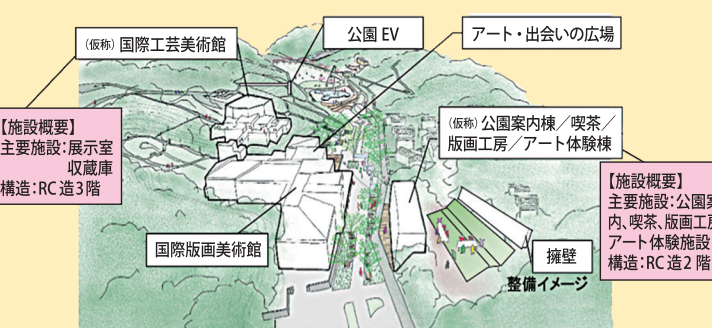 (仮称)国際工芸美術館
公園EV
アート・出会いの広場
【施設概要】
主要施設:展示室
収蔵庫
構造:RC造3階
(仮称)公園案内棟/喫茶/
版画工房/アート体験棟
国際版画美術館
擁壁
整備イメージ
【施設概要】
主要施設:公園案
内、喫茶、版画工房
アート体験施設
構造:RC造2階